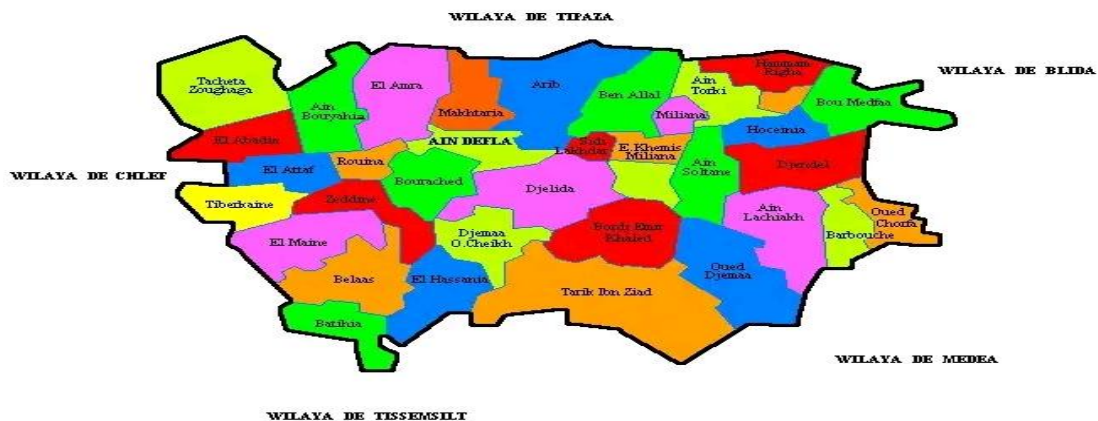 WILAYA DE TIPAZA
WILAYA DE BLIDA
WILAYA DE CHLEF
WILAYA DE MEDEA
WILAYA DE TISSEMSILT
Tacheta
Zoughaga
Ain
Bouryahia
El Amra
Makhtaria
Arib
Ben Allal
Ain
Torki
Hammam
Righa
Bou Medfaa
Miliana
Hoceinia
El Abadia
El Attaf
Rouina
AIN DEFLA
Sidi
Lakhdar
E. Khemis
Miliana
Ain
Soltane
Djendel
Bourached
Djelida
Tiberkaine
Zeddine
Ain
Lachiakh
Oued
Chorfa
Barbouche
El Maine
Djemaa
O.Cheikh
Bordj Emir
Khaled
Oued
Djemaa
Belaas
El Hassania
Tarik Ibn Ziad
Batihia